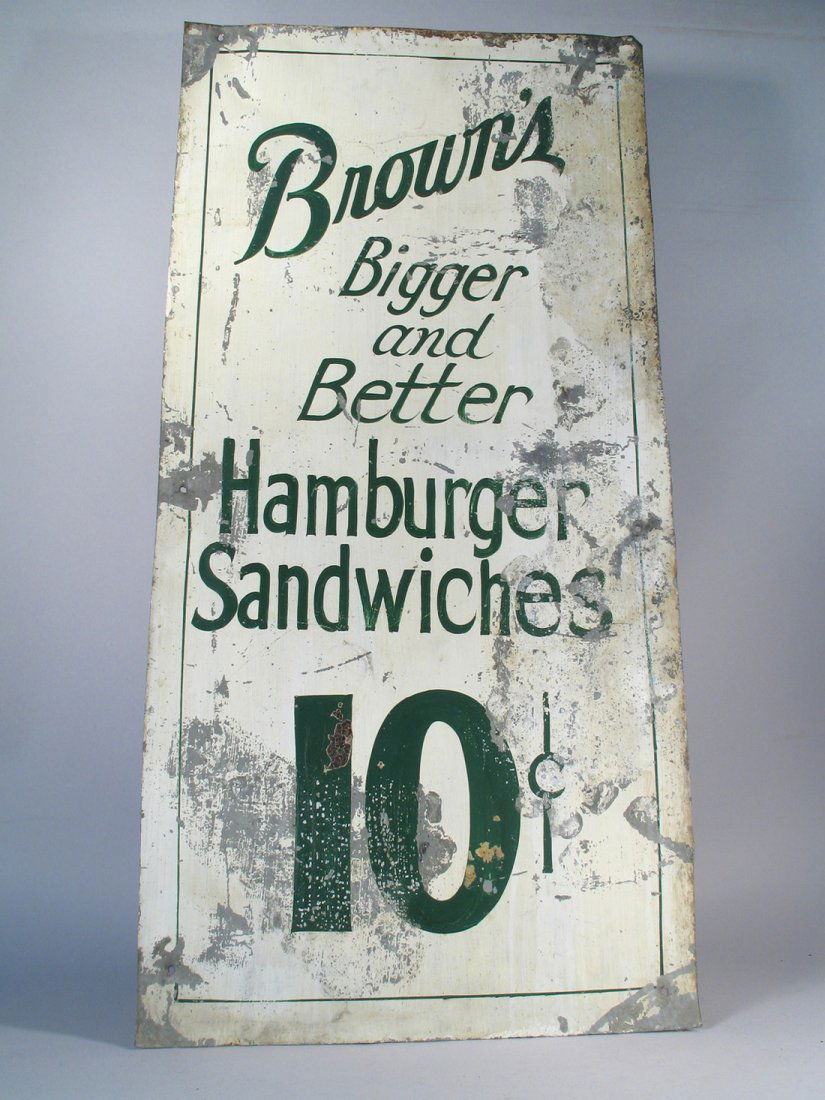 Brown's
Bigger
and
Better
Hamburger
Sandwiches
10¢